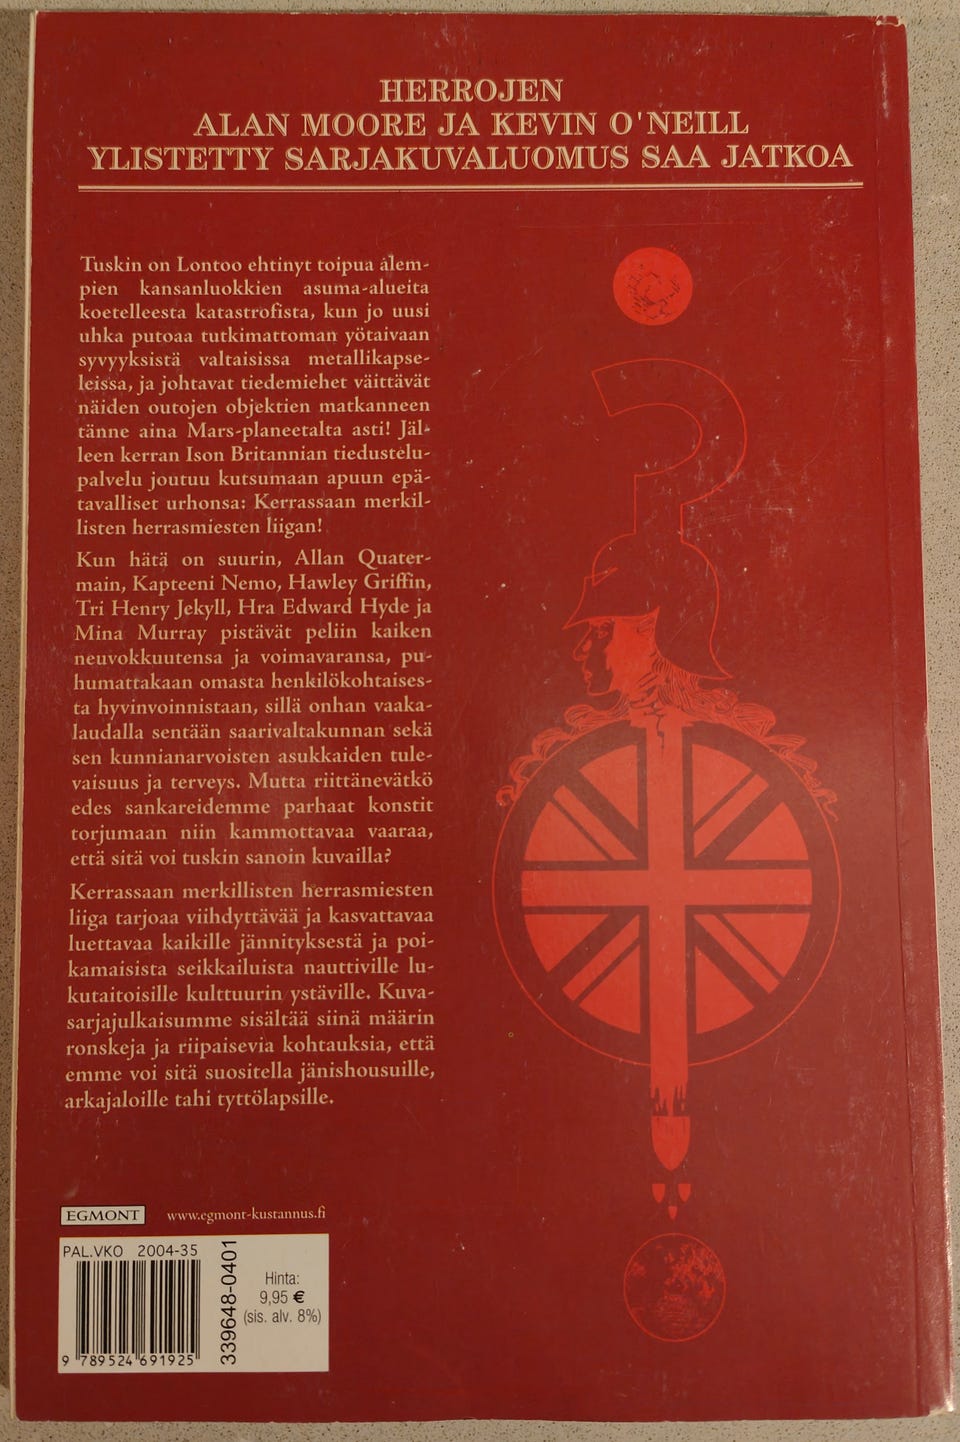 HERROJEN
ALAN MOORE JA KEVIN O'NEILL
YLISTETTY SARJAKUVALUOMUS SAA JATKOA
Tuskin on Lontoo ehtinyt toipua alem-
pien kansanluokkien asuma-alueita
koetelleesta katastrofista, kun jo uusi
uhka putoaa tutkimattoman yötaivaan
syvyyksistä valtaisissa metallikapse-
leissa, ja johtavat tiedemiehet väittävät
näiden outojen objektien matkanneen
tänne aina Mars-planeetalta asti! Jäl-
leen kerran Ison Britannian tiedustelu-
palvelu joutuu kutsumaan apuun epä-
tavalliset urhonsa: Kerrassaan merkil-
listen herrasmiesten liigan!
Kun hätä on suurin, Allan Quater-
main, Kapteeni Nemo, Hawley Griffin,
Tri Henry Jekyll, Hra Edward Hyde ja
Mina Murray pistävät peliin kaiken
neuvokkuutensa ja voimavaransa, pu-
humattakaan omasta henkilökohtaises-
ta hyvinvoinnistaan, sillä onhan vaaka-
laudalla sentään saarivaltakunnan sekä
sen kunnianarvoisten asukkaiden tule-
vaisuus ja terveys. Mutta riittänevätkö
edes sankareidemme parhaat konstit
torjumaan niin kammottavaa vaaraa,
että sitä voi tuskin sanoin kuvailla?
Kerrassaan merkillisten herrasmiesten
liiga tarjoaa viihdyttävää ja kasvattavaa
luettavaa kaikille jännityksestä ja poi-
kamaisista seikkailuista nauttiville lu-
kutaitoisille kulttuurin ystäville. Kuva-
sarjajulkaisumme sisältää siinä määrin
ronskeja ja riipaisevia kohtauksia, että
emme voi sitä suositella jänishousuille,
arkajaloille tahi tyttölapsille.
EGMONT www.egmont-kustannus.fi
PAL.VKO 2004-35
339648-0401
Hinta:
9,95 €
(sis. alv. 8%)
9 789524 691925